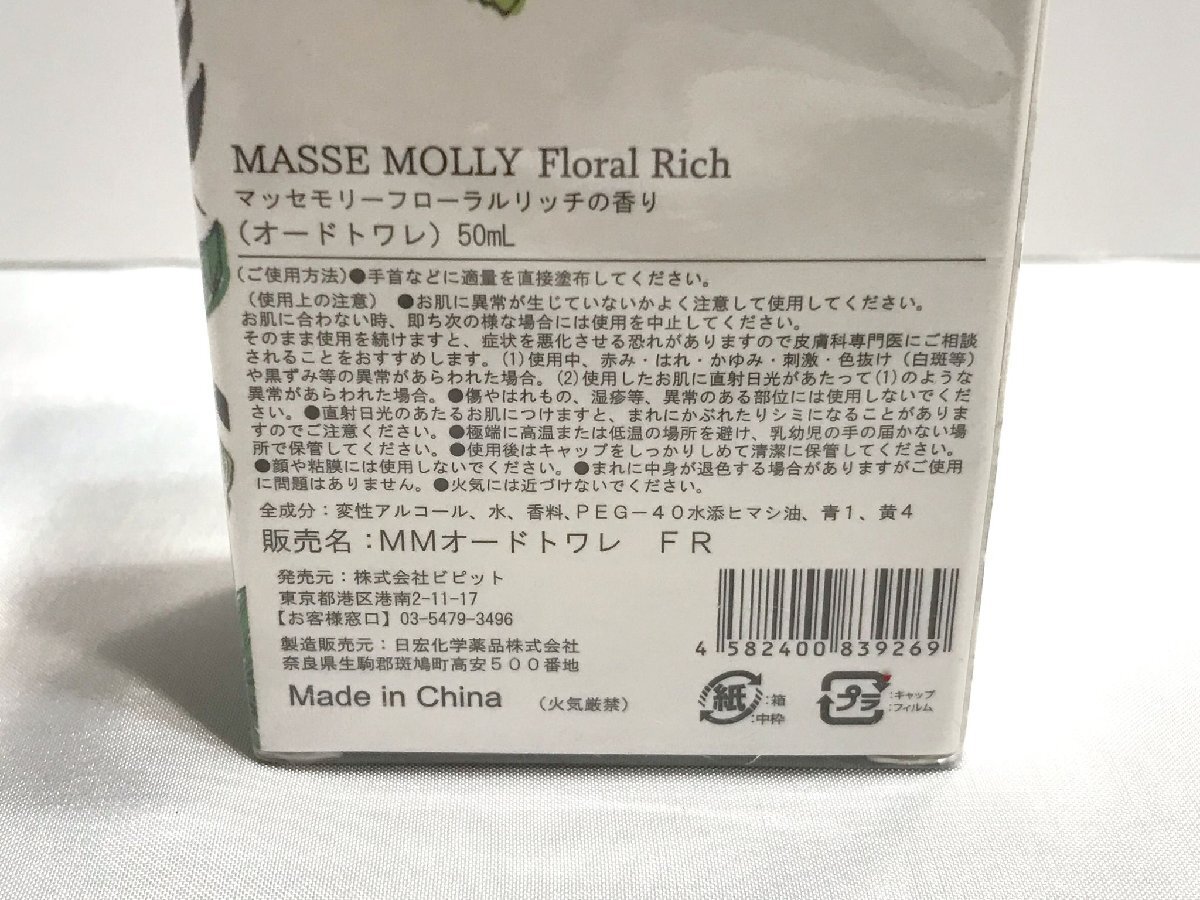 MASSE MOLLY Floral Rich
マッセモリーフローラルリッチの香り
（オードトワレ）50mL
（ご使用方法）●手首などに適量を直接塗布してください。
（使用上の注意）●お肌に異常が生じていないかよく注意して使用してください。
お肌に合わない時、即ち次の様な場合には使用を中止してください。
そのまま使用を続けますと、症状を悪化させる恐れがありますので皮膚科専門医にご相談
されることをおすすめします。(1)使用中、赤み・はれ・かゆみ・刺激・色抜け（白斑等）
や黒ずみ等の異常があらわれた場合。(2)使用したお肌に直射日光があたって(1)のような
異常があらわれた場合。●傷やはれもの、湿疹等、異常のある部位には使用しないでくだ
さい。●直射日光のあたるお肌につけますと、まれにかぶれたりシミになることがありま
すのでご注意ください。●極端に高温または低温の場所を避け、乳幼児の手の届かない場
所で保管してください。●使用後はキャップをしっかりしめて清潔に保管してください。
●顔や粘膜には使用しないでください。●まれに中身が退色する場合がありますがご使用
に問題はありません。●火気には近づけないでください。
全成分：変性アルコール、水、香料、ＰＥＧ－４０水添ヒマシ油、青１、黄４
販売名：ＭＭオードトワレ　ＦＲ
発売元：株式会社ビピット
東京都港区港南2-11-17
【お客様窓口】03-5479-3496
製造販売元：日宏化学薬品株式会社
奈良県生駒郡斑鳩町高安５００番地
Made in China （火気厳禁）
4 582400 839269
紙 ：箱
：中枠
プラ ：キャップ
：フィルム